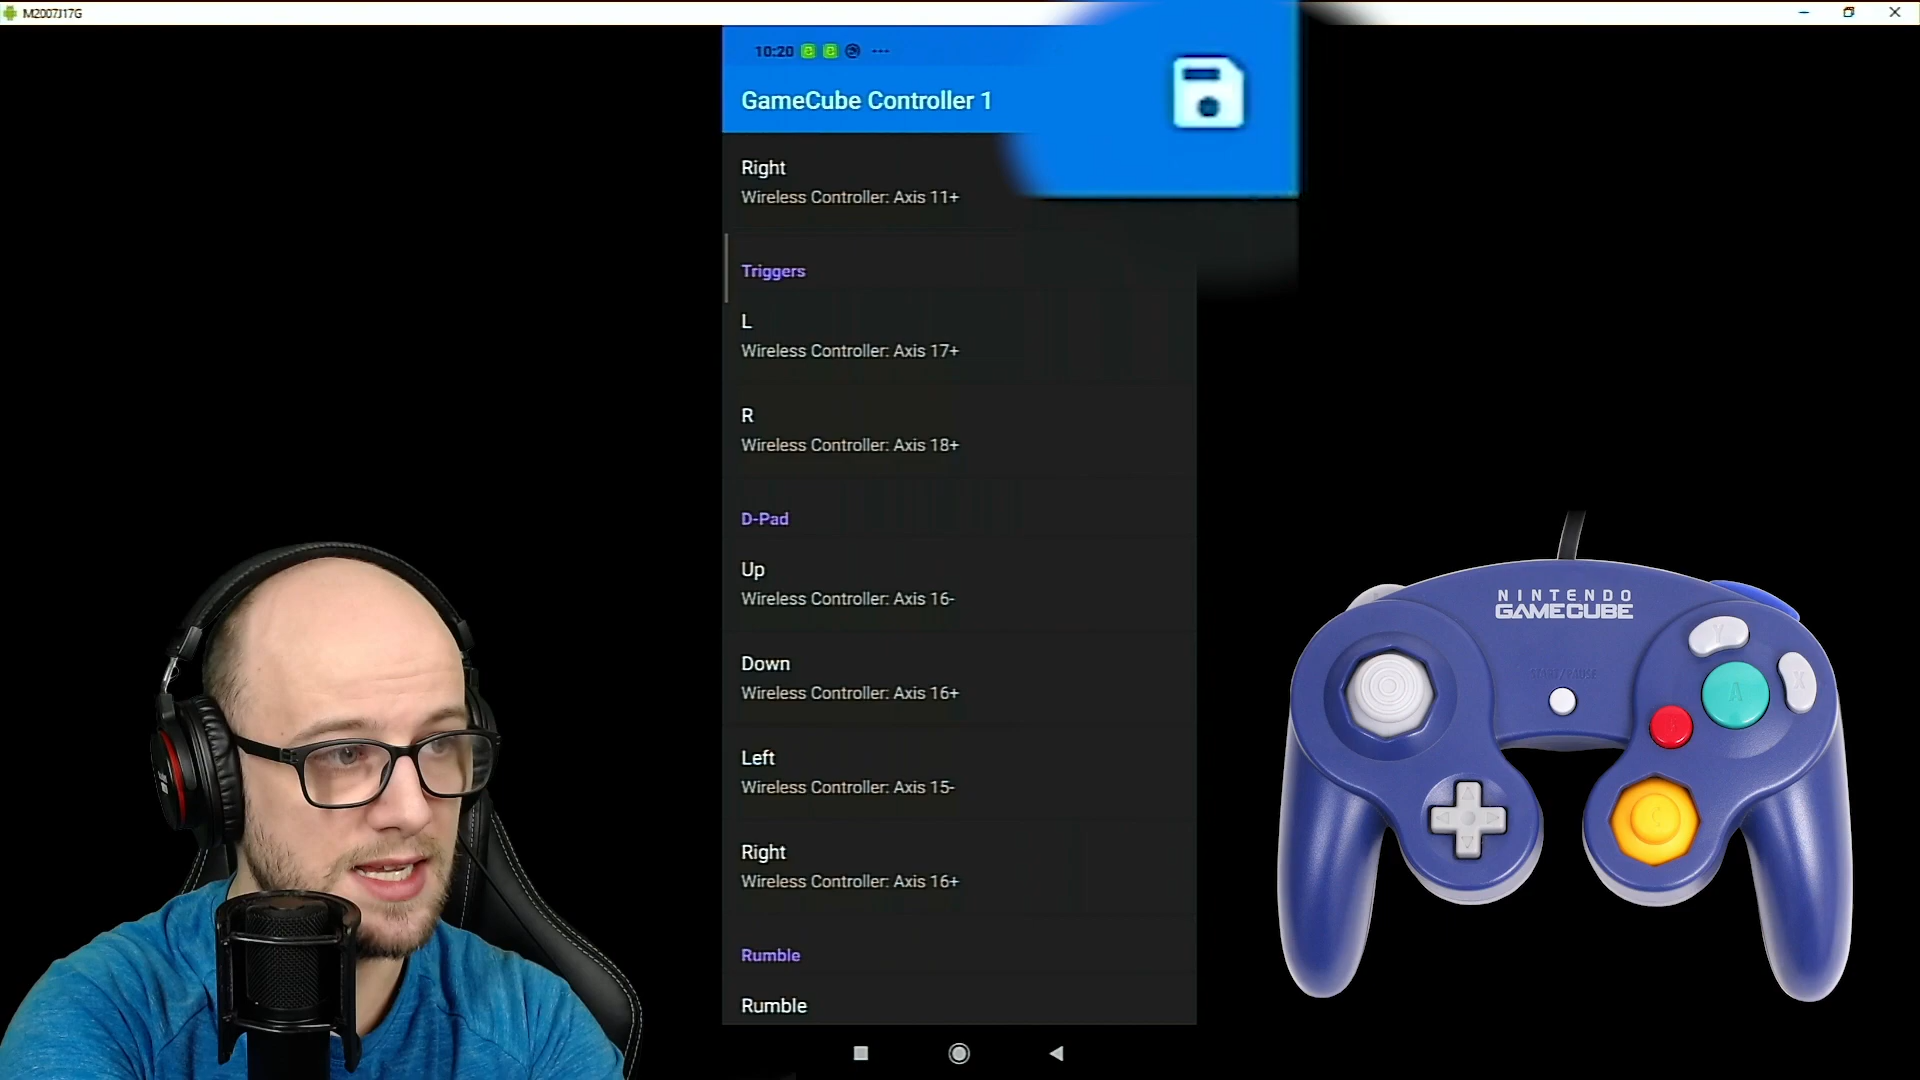 M2007J17G
10:20
GameCube Controller 1
Right
Wireless Controller: Axis 11+
Triggers
L
Wireless Controller: Axis 17+
R
Wireless Controller: Axis 18+
D-Pad
Up
Wireless Controller: Axis 16-
Down
Wireless Controller: Axis 16+
Left
Wireless Controller: Axis 15-
Right
Wireless Controller: Axis 16+
Rumble
Rumble
NINTENDO
GAMECUBE
START/PAUSE
Y
X
A
B
C